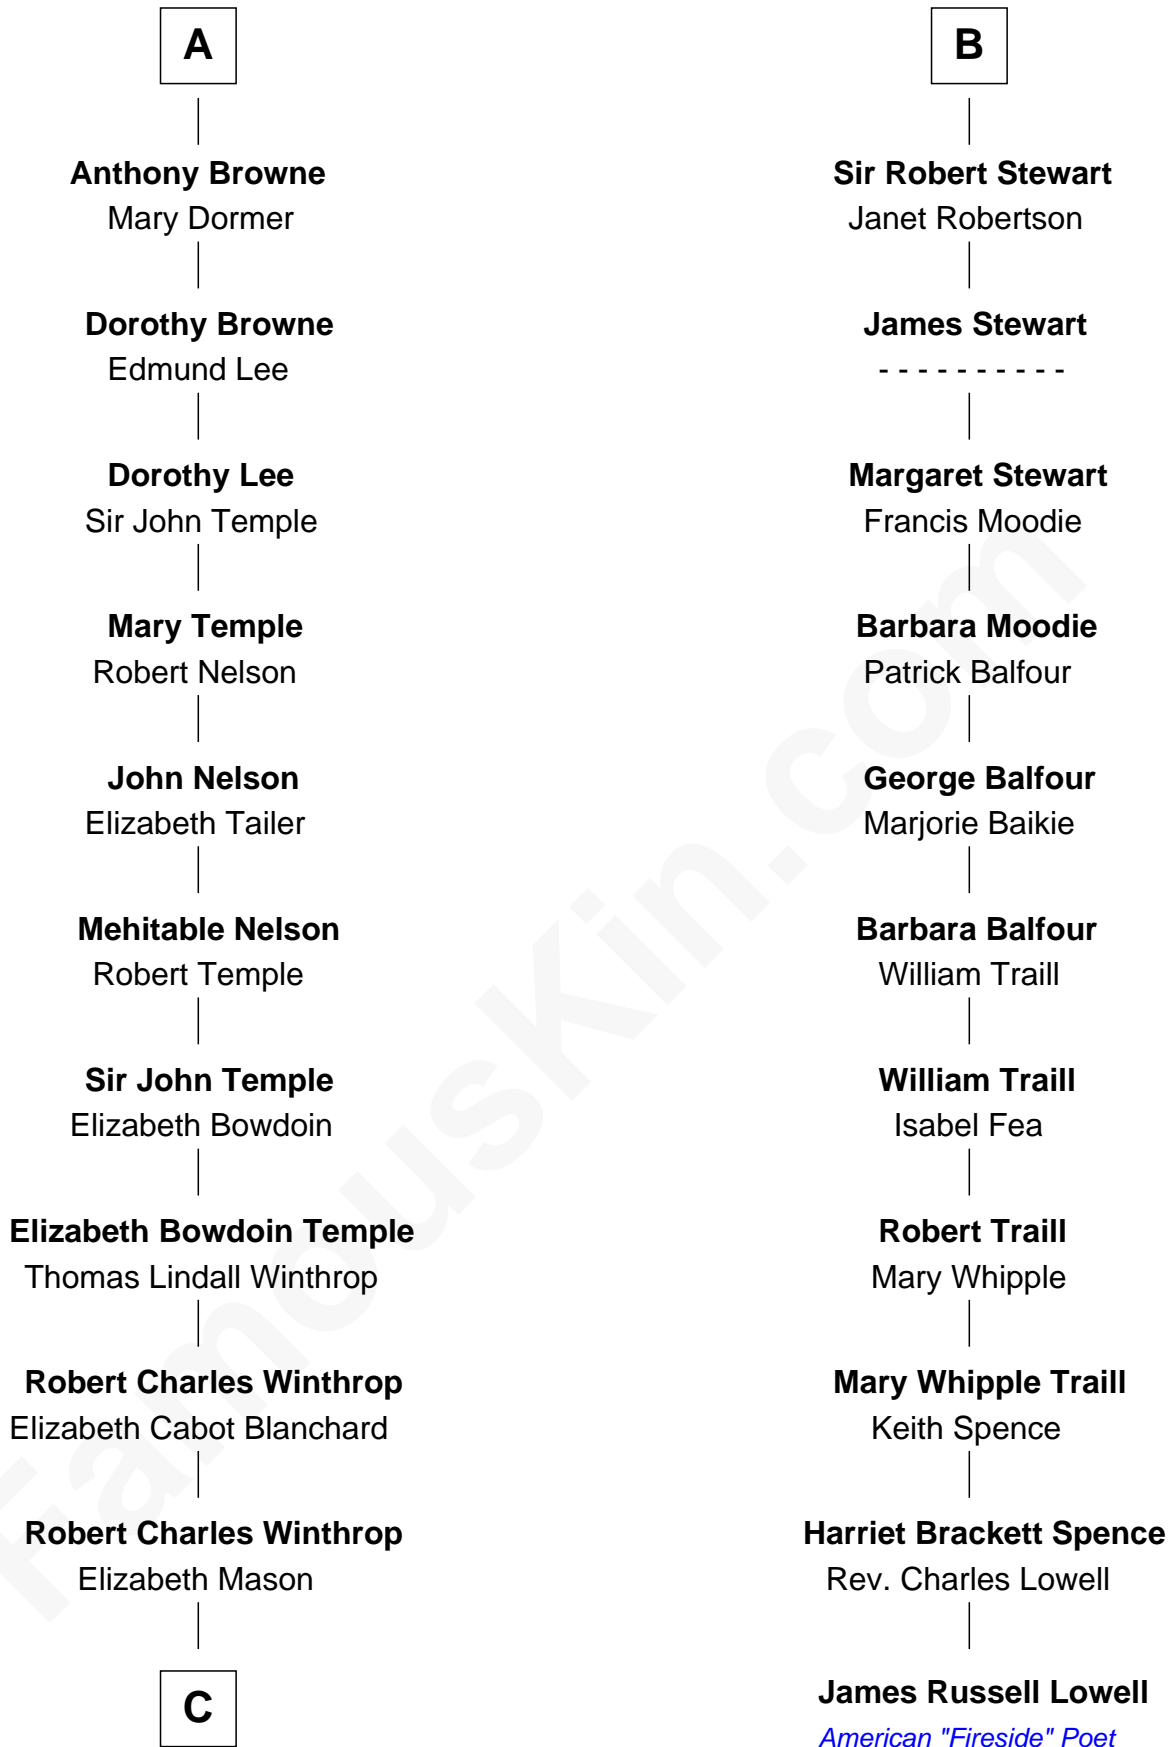 A
Anthony Browne
Mary Dormer
Dorothy Browne
Edmund Lee
Dorothy Lee
Sir John Temple
Mary Temple
Robert Nelson
John Nelson
Elizabeth Tailer
Mehitable Nelson
Robert Temple
Sir John Temple
Elizabeth Bowdoin
Elizabeth Bowdoin Temple
Thomas Lindall Winthrop
Robert Charles Winthrop
Elizabeth Cabot Blanchard
Robert Charles Winthrop
Elizabeth Mason
C
B
Sir Robert Stewart
Janet Robertson
James Stewart
- - - - - - - - - -
Margaret Stewart
Francis Moodie
Barbara Moodie
Patrick Balfour
George Balfour
Marjorie Baikie
Barbara Balfour
William Traill
William Traill
Isabel Fea
Robert Traill
Mary Whipple
Mary Whipple Traill
Keith Spence
Harriet Brackett Spence
Rev. Charles Lowell
James Russell Lowell
American "Fireside" Poet
FamousKin.com